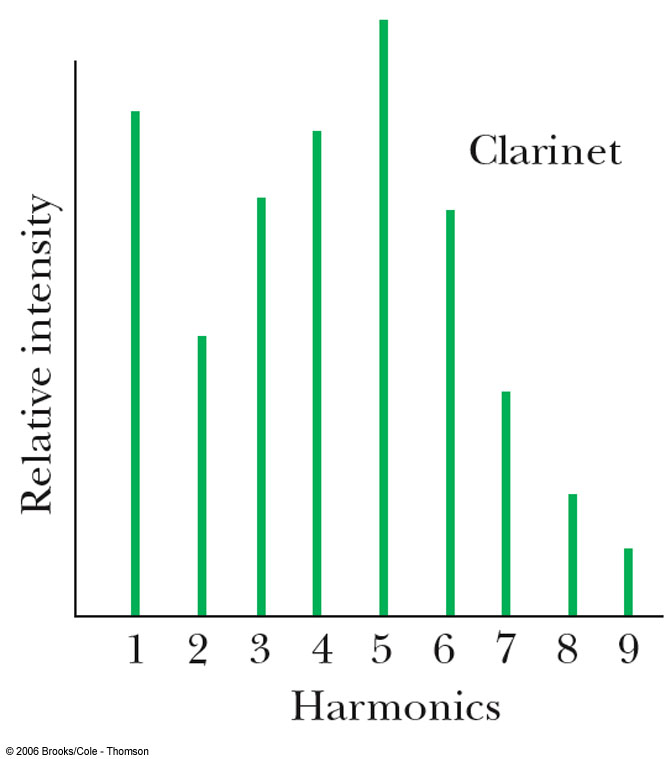 Clarinet
Relative intensity
1 2 3 4 5 6 7 8 9
Harmonics
© 2006 Brooks/Cole - Thomson